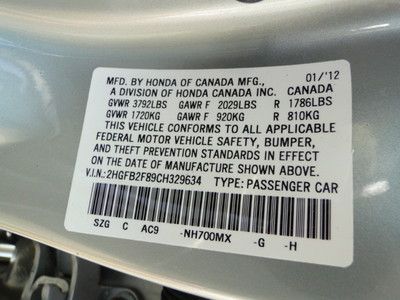 MFD. BY HONDA OF CANADA MFG., 01/'12
A DIVISION OF HONDA CANADA INC. CANADA
GVWR 3792LBS GAWR F 2029LBS R 1786LBS
GVWR 1720KG GAWR F 920KG R 810KG
THIS VEHICLE CONFORMS TO ALL APPLICABLE
FEDERAL MOTOR VEHICLE SAFETY, BUMPER,
AND THEFT PREVENTION STANDARDS IN EFFECT
ON THE DATE OF MANUFACTURE SHOWN ABOVE.
V.I.N.: 2HGFB2F89CH329634 TYPE: PASSENGER CAR
SZG C AC9 -NH700MX -G -H